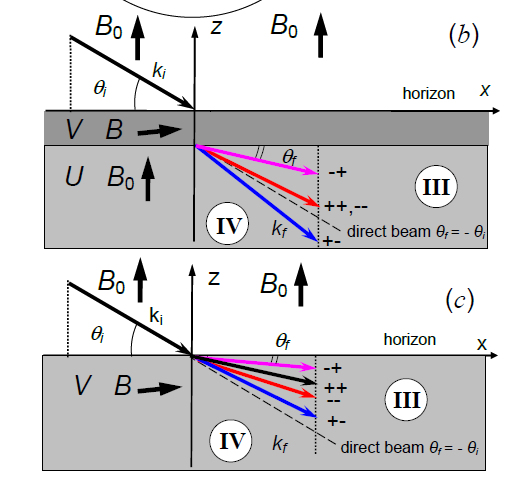 B₀ z B₀ (b)
kᵢ
θᵢ horizon x
V B
U B₀ θf -+ III
++,--
IV kf direct beam θf = - θᵢ
+-
B₀ z B₀ (c)
kᵢ
θᵢ θf horizon x
-+
V B ++
-- III
+-
IV kf direct beam θf = - θᵢ